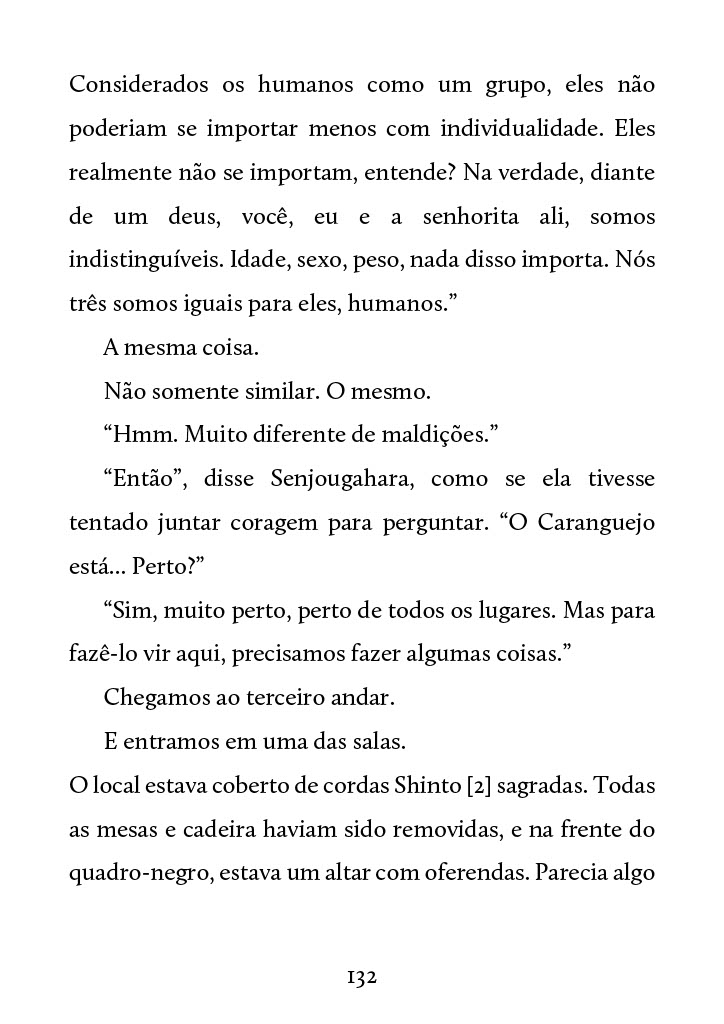 Considerados os humanos como um grupo, eles não
poderiam se importar menos com individualidade. Eles
realmente não se importam, entende? Na verdade, diante
de um deus, você, eu e a senhorita ali, somos
indistinguíveis. Idade, sexo, peso, nada disso importa. Nós
três somos iguais para eles, humanos.”
A mesma coisa.
Não somente similar. O mesmo.
“Hmm. Muito diferente de maldições.”
“Então”, disse Senjougahara, como se ela tivesse
tentado juntar coragem para perguntar. “O Caranguejo
está... Perto?”
“Sim, muito perto, perto de todos os lugares. Mas para
fazê-lo vir aqui, precisamos fazer algumas coisas.”
Chegamos ao terceiro andar.
E entramos em uma das salas.
O local estava coberto de cordas Shinto [2] sagradas. Todas
as mesas e cadeira haviam sido removidas, e na frente do
quadro-negro, estava um altar com oferendas. Parecia algo
132